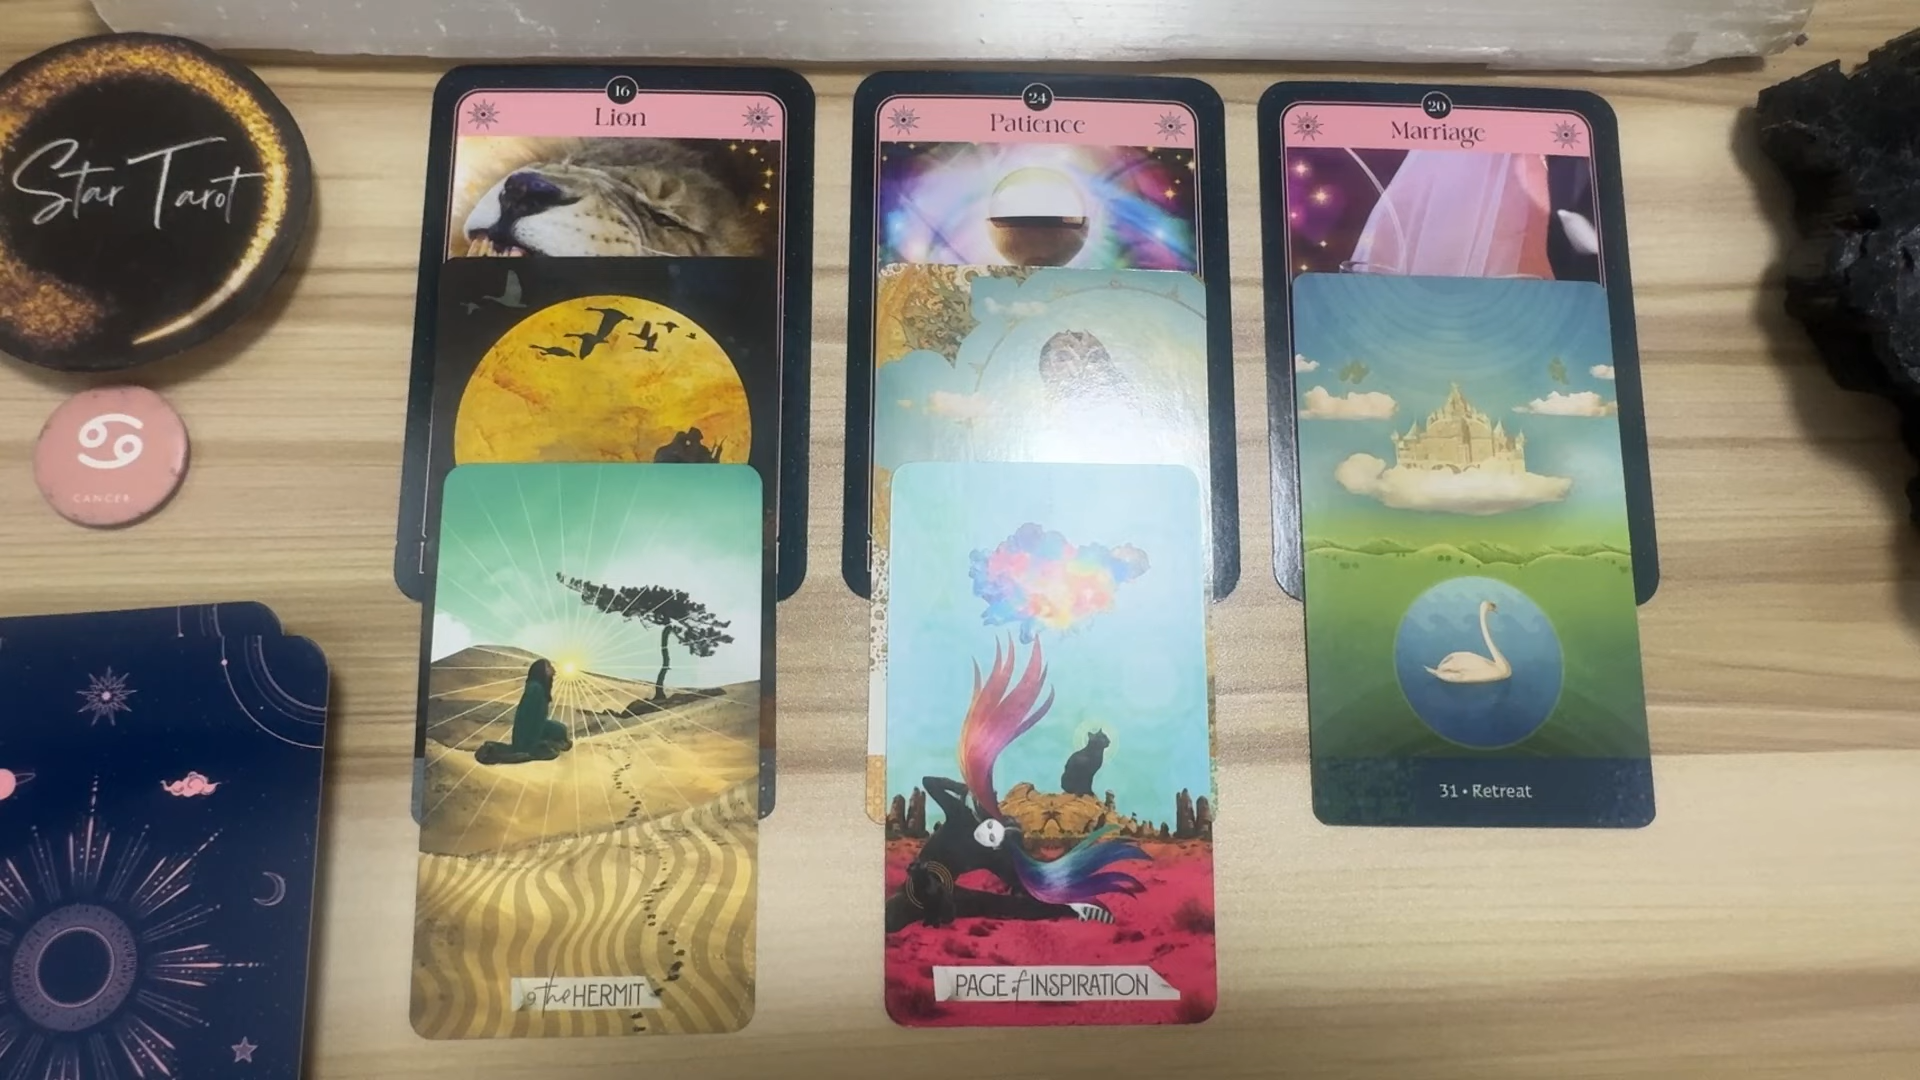 Star Tarot
CANCER
16
Lion
24
Patience
20
Marriage
9 the HERMIT
PAGE of INSPIRATION
31 • Retreat